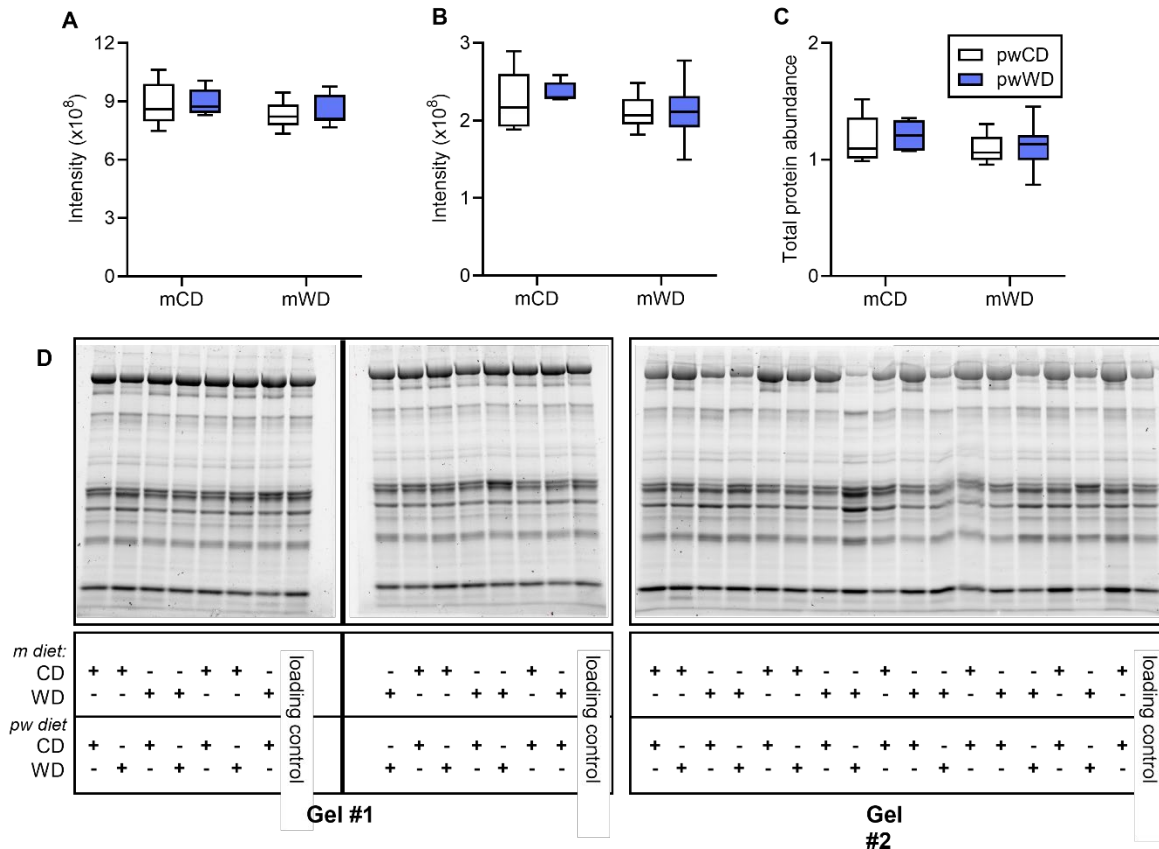 A
Intensity (x10⁸)
12
9
6
3
0
mCD mWD
B
Intensity (x10⁸)
3
2
1
0
mCD mWD
C
Total protein abundance
2
1
0
mCD mWD
pwCD
pwWD
D
m diet:
CD + + - - + + - - + + - - + - + + - - + + - - + - - + - - + - +
WD - - + + - - + + - - + + - + - - + + - - + + - + + - + + - + -
pw diet
CD + - + - + - + - + - + - + + + - + - + - + - + + - + + - + - +
WD - + - + - + - + - + - + - - - + - + - + - + - - + - - + - + -
loading control
loading control
loading control
Gel #1
Gel
#2